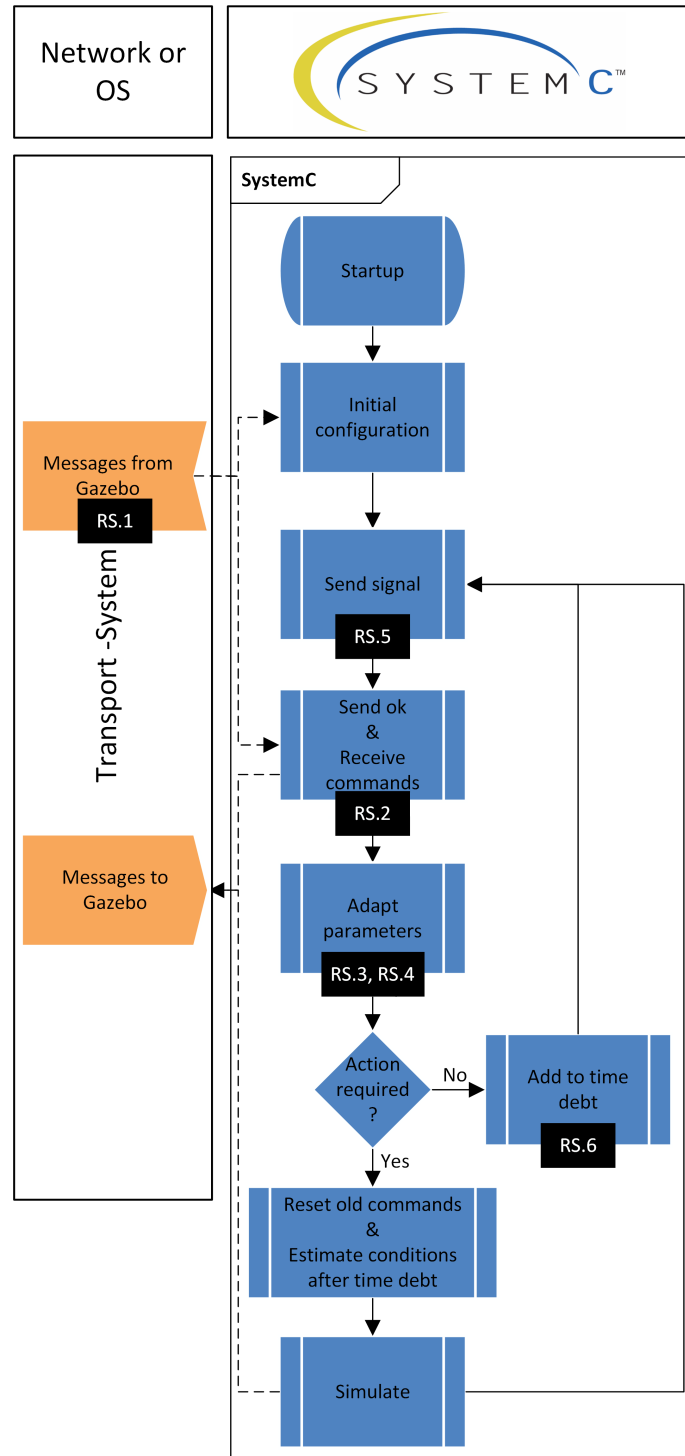 Network or
OS
SYSTEM C™
SystemC
Startup
Initial
configuration
Messages from
Gazebo
RS.1
Transport -System
Send signal
RS.5
Send ok
&
Receive
commands
RS.2
Messages to
Gazebo
Adapt
parameters
RS.3, RS.4
Action
required
?
No
Add to time
debt
RS.6
Yes
Reset old commands
&
Estimate conditions
after time debt
Simulate